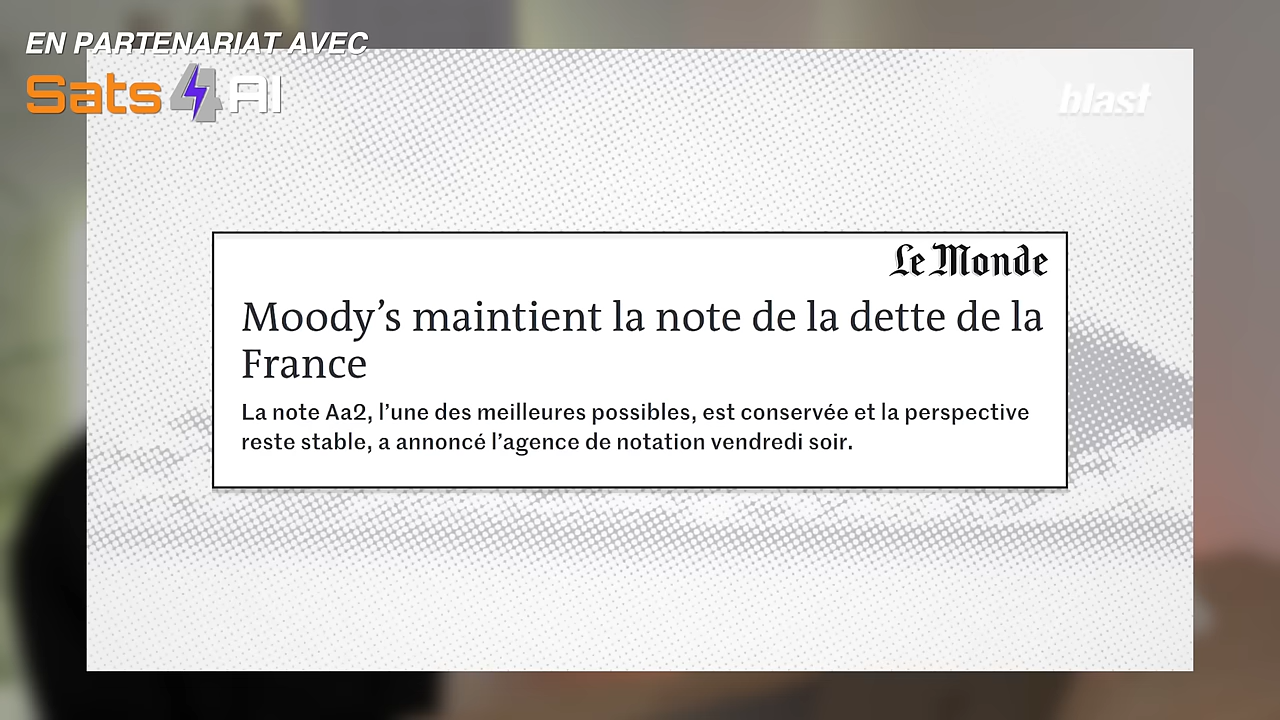 EN PARTENARIAT AVEC
Sats4AI
blast
Le Monde
Moody’s maintient la note de la dette de la
France
La note Aa2, l’une des meilleures possibles, est conservée et la perspective
reste stable, a annoncé l’agence de notation vendredi soir.